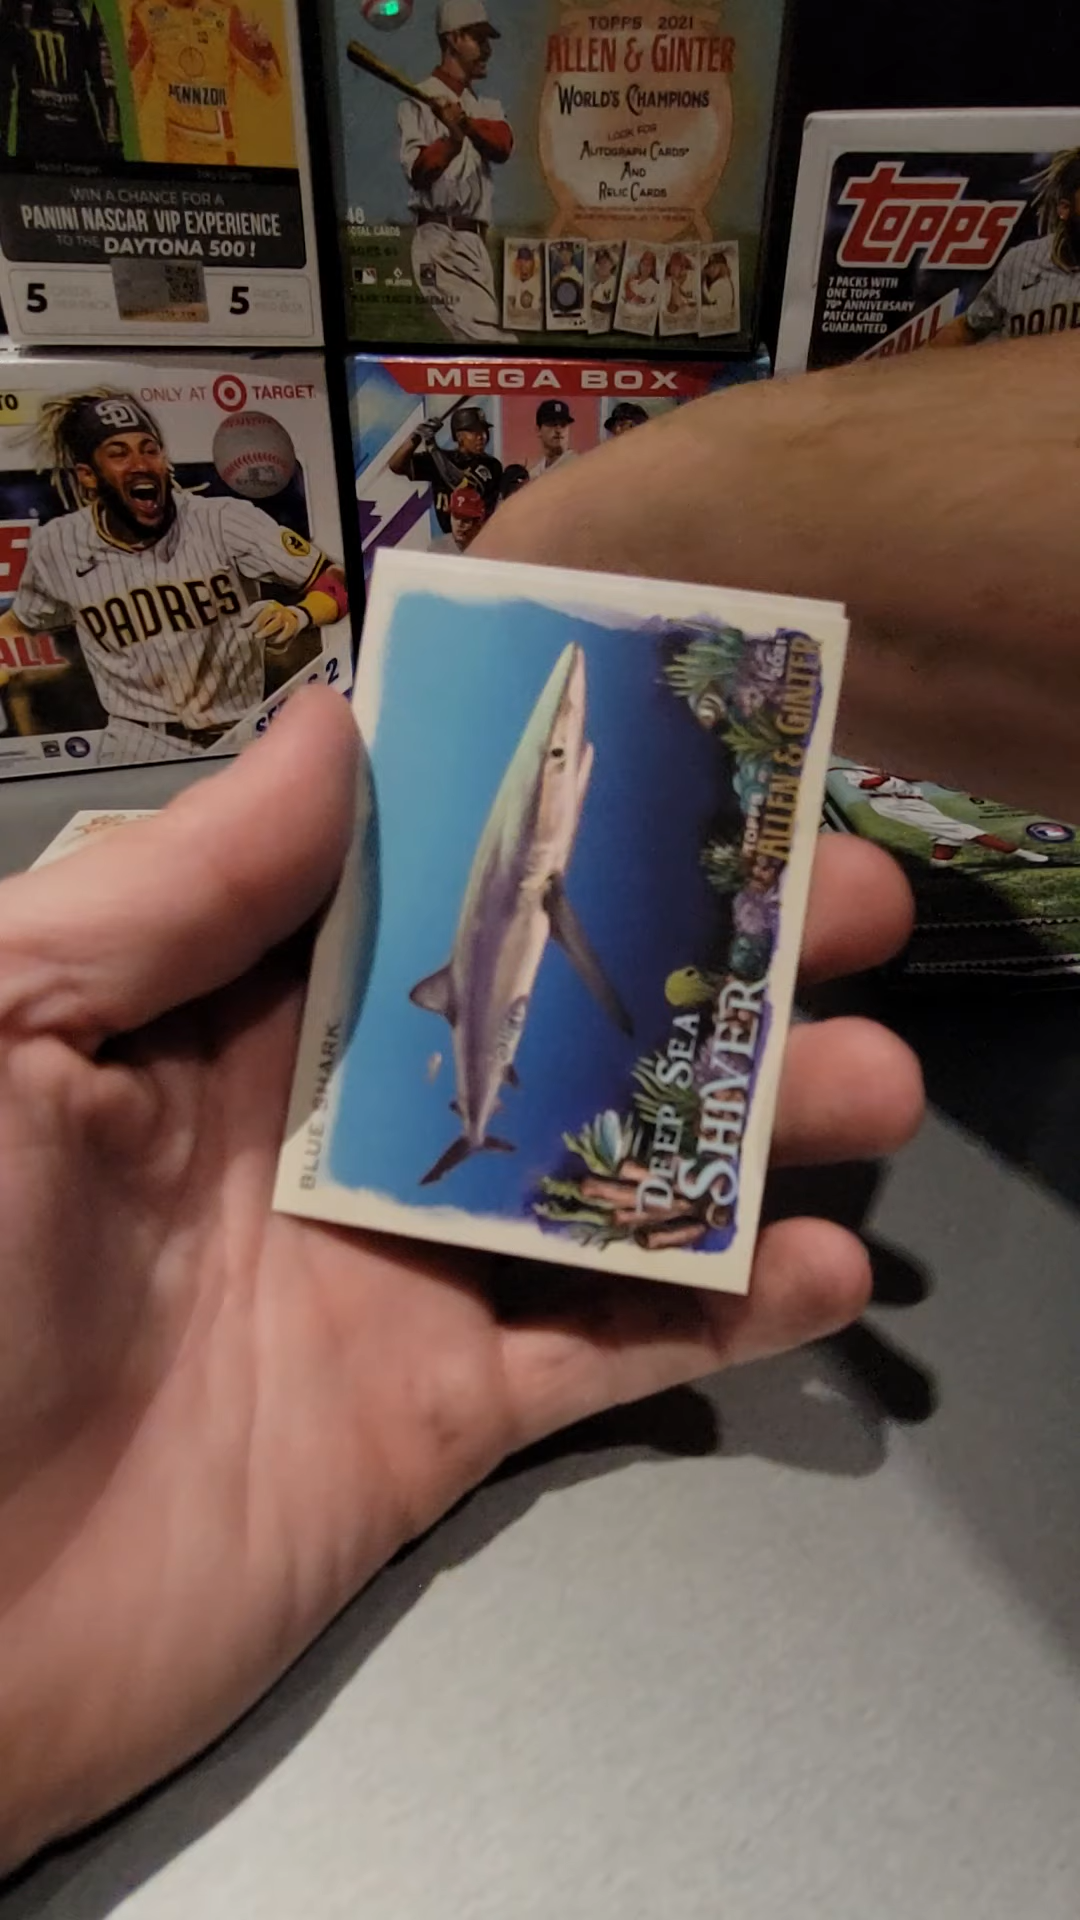 PENNZOIL
WIN A CHANCE FOR A
PANINI NASCAR VIP EXPERIENCE
TO THE DAYTONA 500!
5
5
TOPPS 2021
ALLEN & GINTER
WORLD'S CHAMPIONS
LOOK FOR
AUTOGRAPH CARDS*
AND
RELIC CARDS
48
TOTAL CARDS
TOPPS
7 PACKS WITH
ONE TOPPS
70TH ANNIVERSARY
PATCH CARD
GUARANTEED
ONLY AT TARGET
SD
PADRES
MEGA BOX
2021
TOPPS
ALLEN & GINTER
DEEP SEA
SHIVER
BLUE SHARK